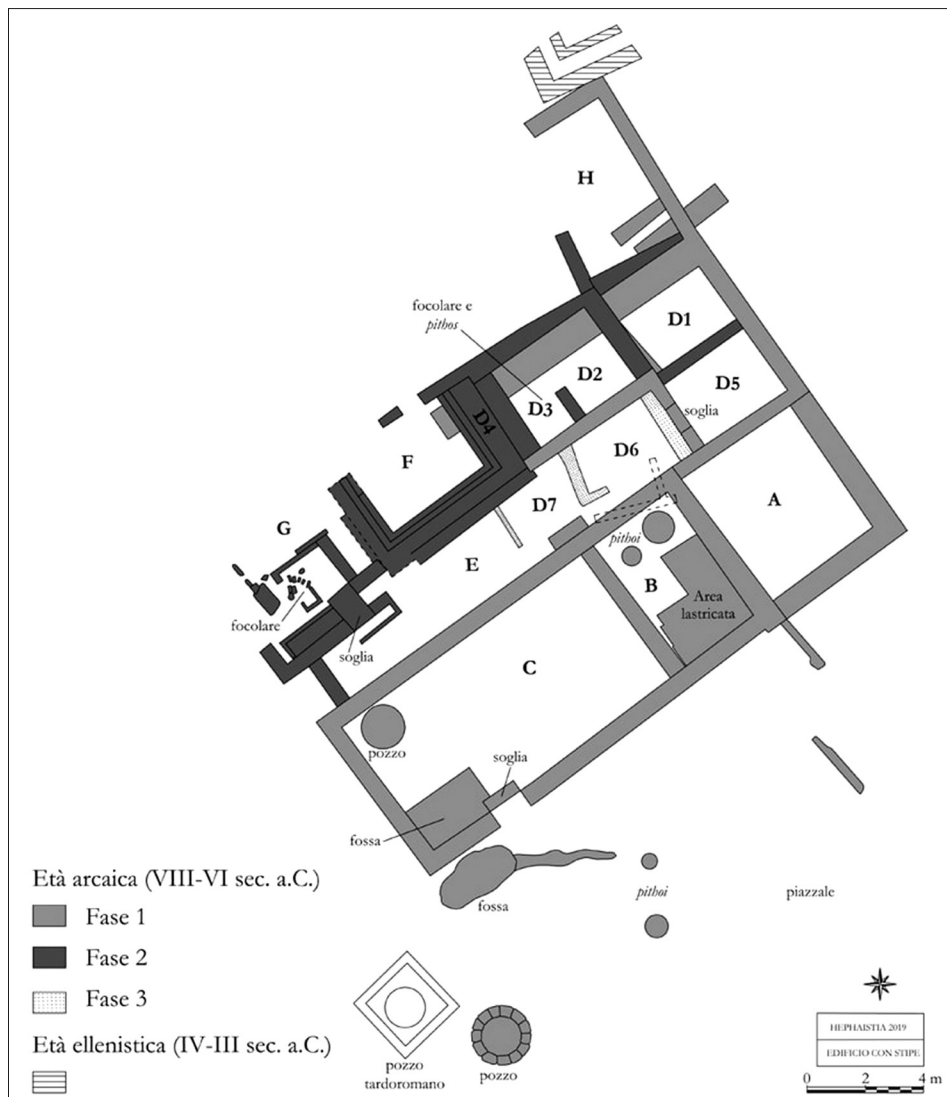 H
focolare e
pithos
D1
D2
D3
D5
soglia
D4
D6
F
A
D7
G
pithoi
E
B
Area
lastricata
focolare
soglia
C
pozzo
soglia
fossa
fossa
pithoi
piazzale
Età arcaica (VIII-VI sec. a.C.)
Fase 1
Fase 2
Fase 3
Età ellenistica (IV-III sec. a.C.)
pozzo
tardoromano
pozzo
HEPHAISTIA 2019
EDIFICIO CON STIPE
0 2 4 m